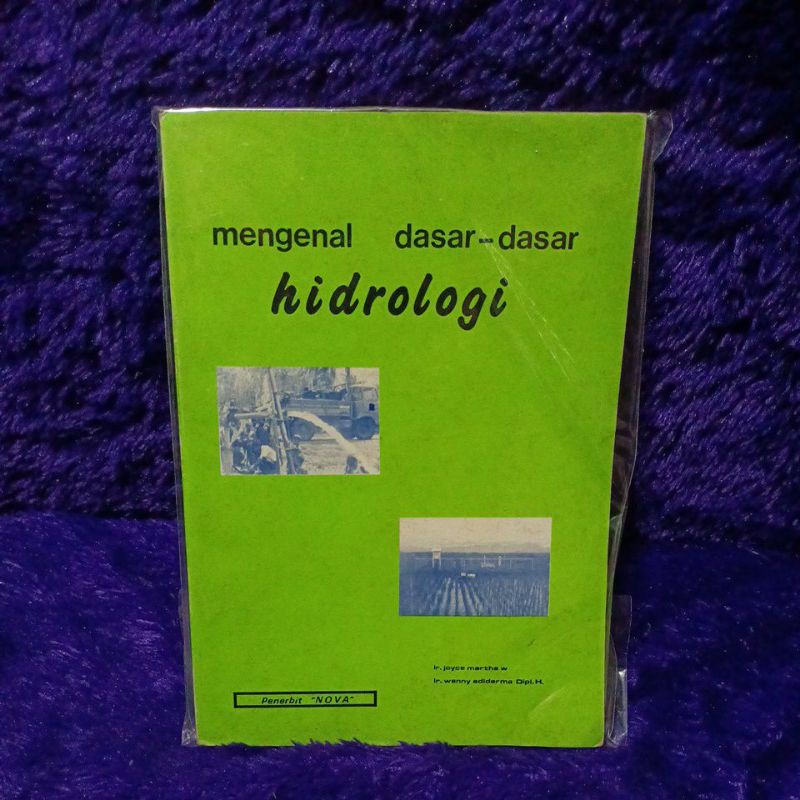 mengenal dasar-dasar
hidrologi
Ir. joyce martha w
Ir. wanny adidarma Dipl. H.
Penerbit "NOVA"